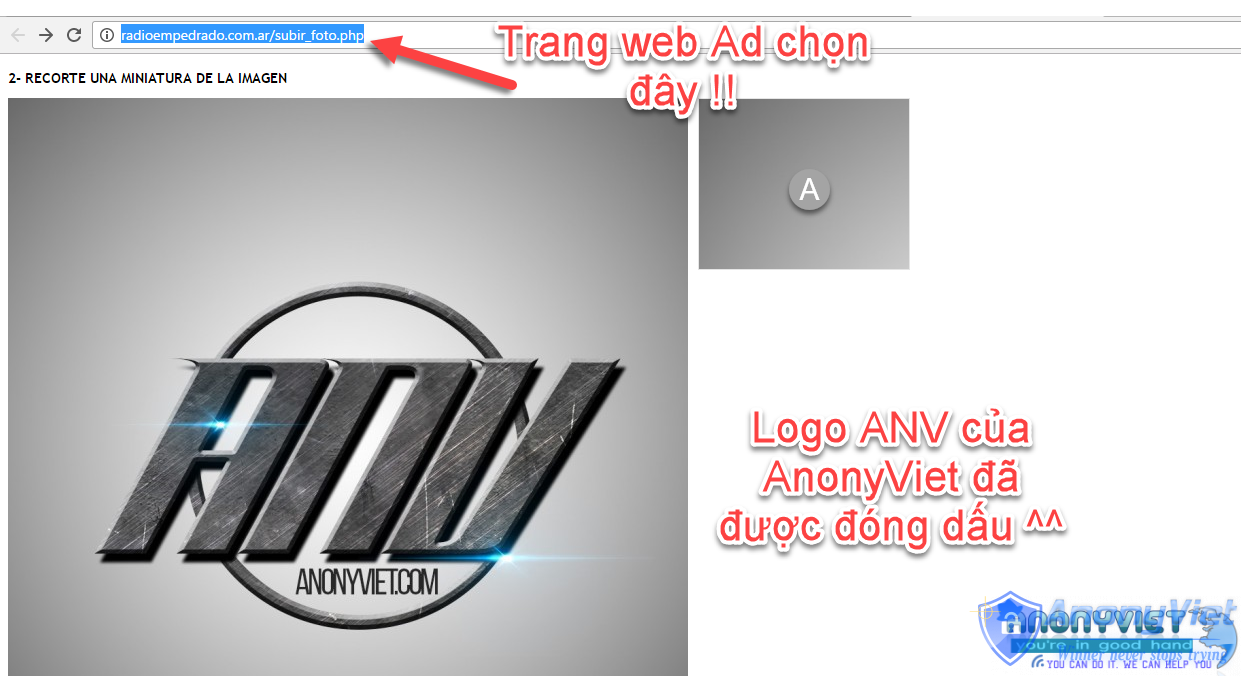 radioempedrado.com.ar/subir_foto.php
Trang web Ad chọn
đây !!
2- RECORTE UNA MINIATURA DE LA IMAGEN
A
ANV
ANONYVIET.COM
Logo ANV của
AnonyViet đã
được đóng dấu ^^
AnonyViet
ANONYVIET
you're in good hand
Winner never stops trying
YOU CAN DO IT. WE CAN HELP YOU